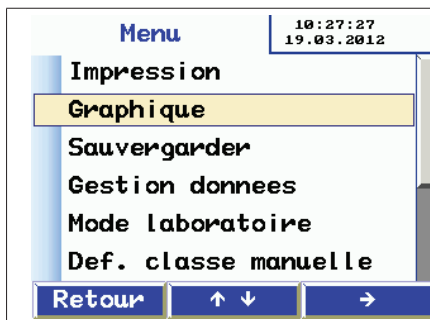 Menu
10:27:27
19.03.2012
Impression
Graphique
Sauvergarder
Gestion donnees
Mode laboratoire
Def. classe manuelle
Retour ↑ ↓ →